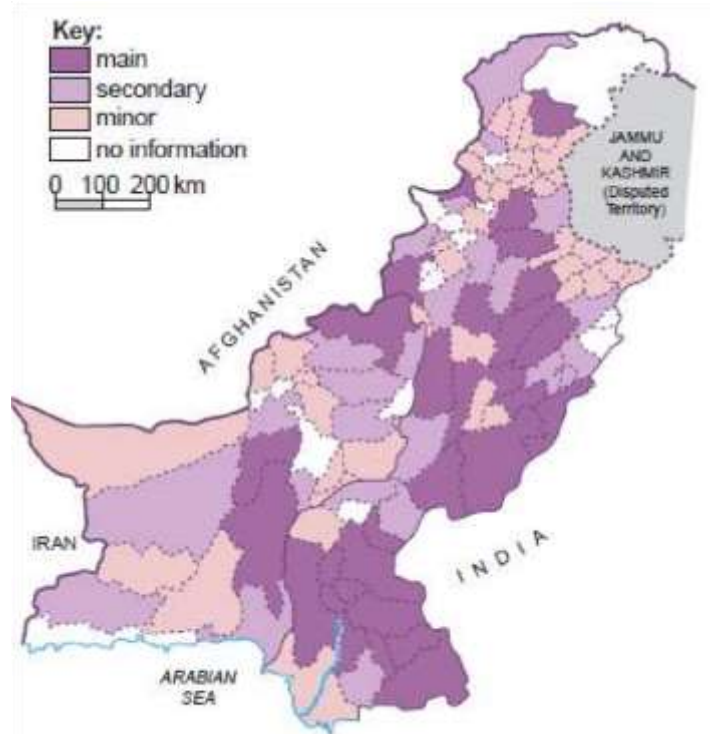 Key:
main
secondary
minor
no information
0 100 200 km
JAMMU
AND
KASHMIR
(Disputed
Territory)
AFGHANISTAN
IRAN
INDIA
ARABIAN
SEA